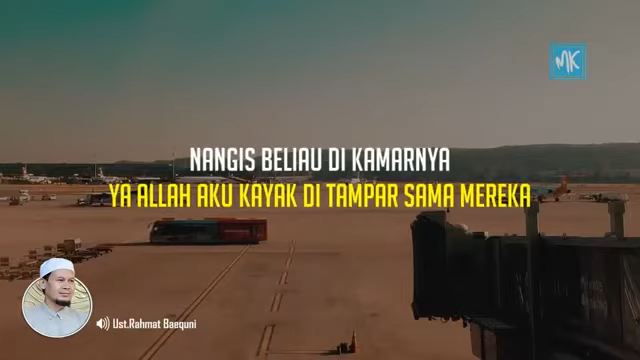 MK
NANGIS BELIAU DI KAMARNYA
YA ALLAH AKU KAYAK DI TAMPAR SAMA MEREKA
Ust.Rahmat Baequni